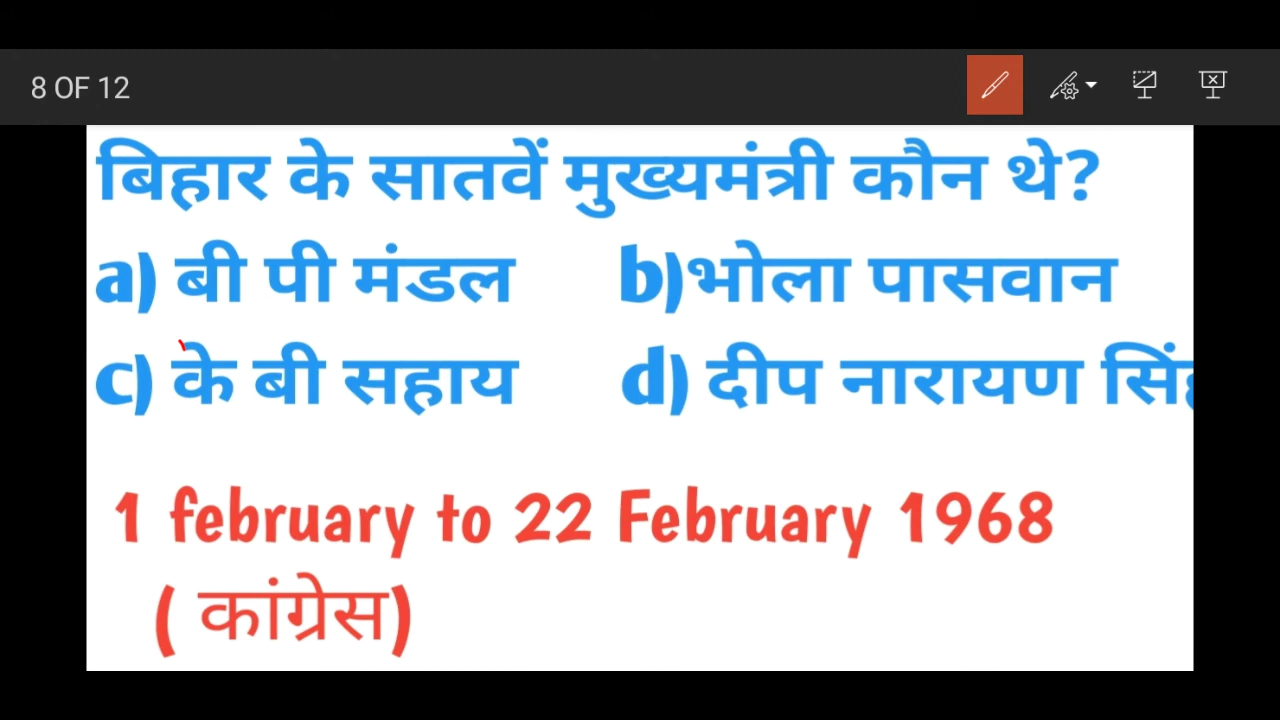 8 OF 12
बिहार के सातवें मुख्यमंत्री कौन थे?
a) बी पी मंडल b)भोला पासवान
c) के बी सहाय d) दीप नारायण सिंह
1 february to 22 February 1968
( कांग्रेस)